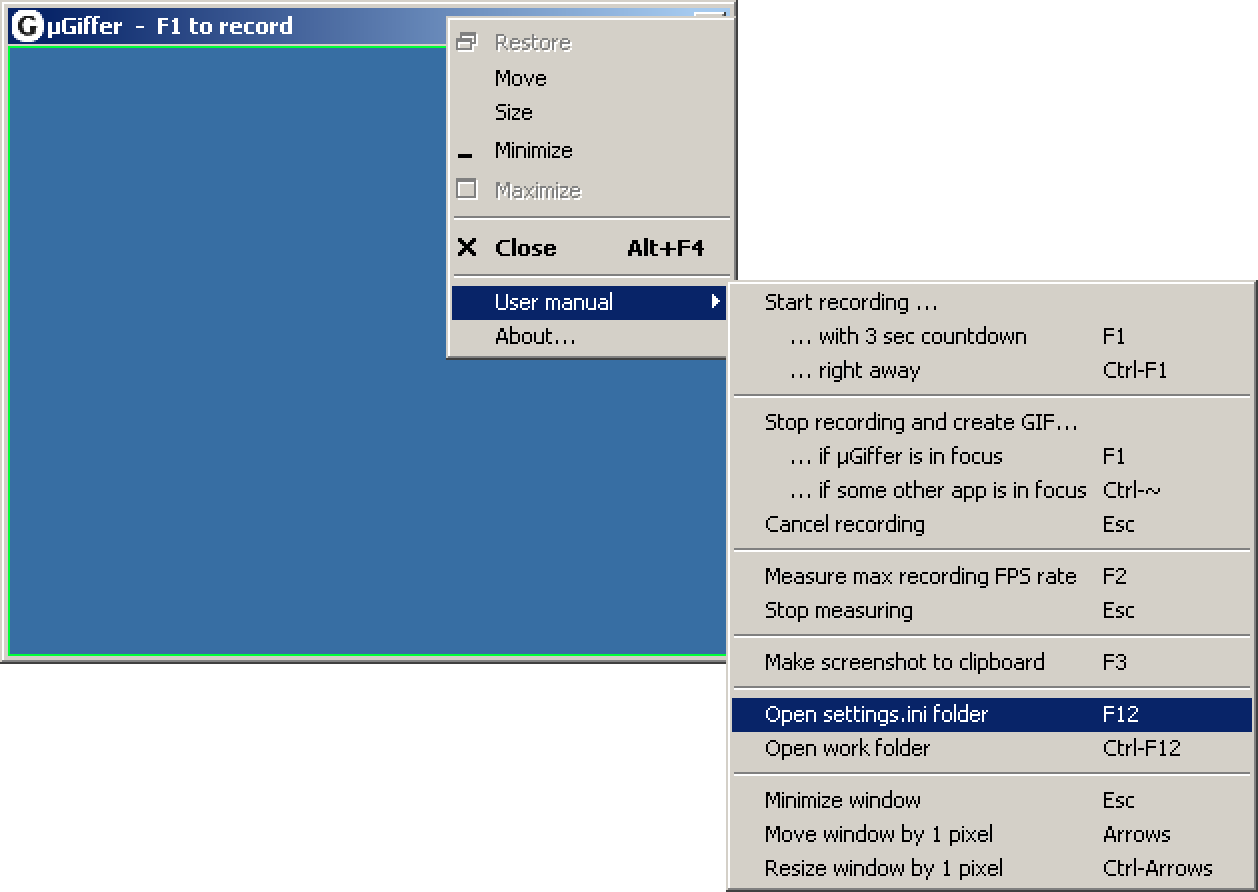 G µGiffer - F1 to record
Restore
Move
Size
Minimize
Maximize
Close Alt+F4
User manual
About...
Start recording ...
... with 3 sec countdown F1
... right away Ctrl-F1
Stop recording and create GIF...
... if µGiffer is in focus F1
... if some other app is in focus Ctrl-~
Cancel recording Esc
Measure max recording FPS rate F2
Stop measuring Esc
Make screenshot to clipboard F3
Open settings.ini folder F12
Open work folder Ctrl-F12
Minimize window Esc
Move window by 1 pixel Arrows
Resize window by 1 pixel Ctrl-Arrows